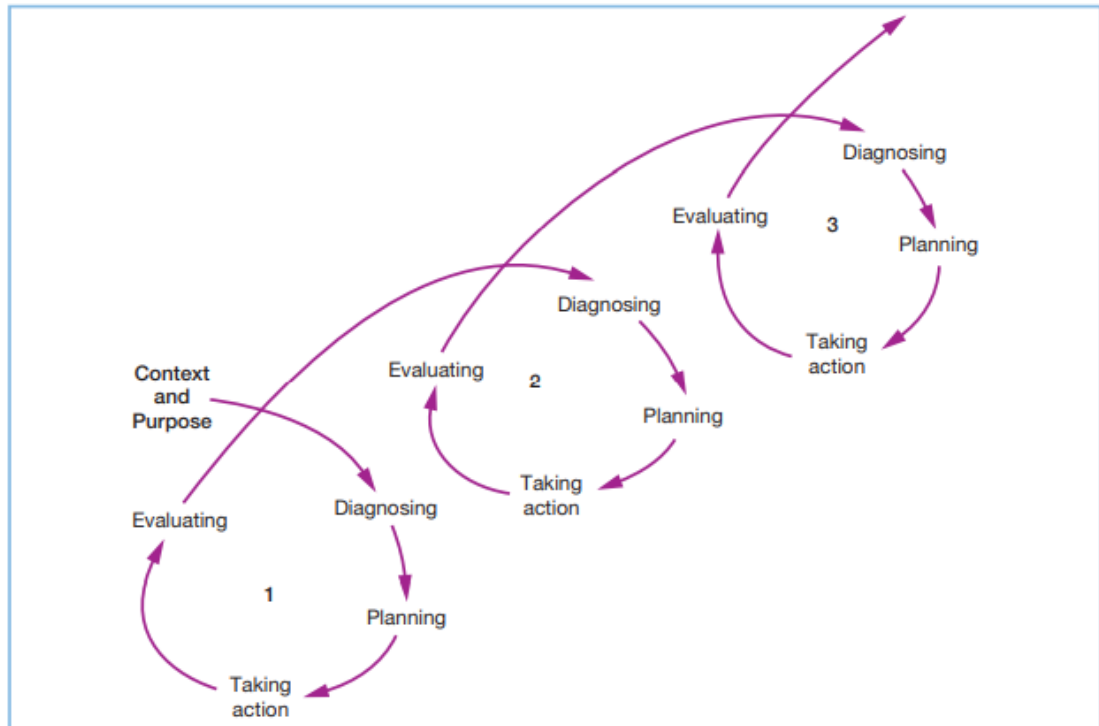 Diagnosing
Evaluating
3
Planning
Taking
action
Diagnosing
Evaluating
2
Planning
Taking
action
Context
and
Purpose
Diagnosing
Evaluating
1
Planning
Taking
action